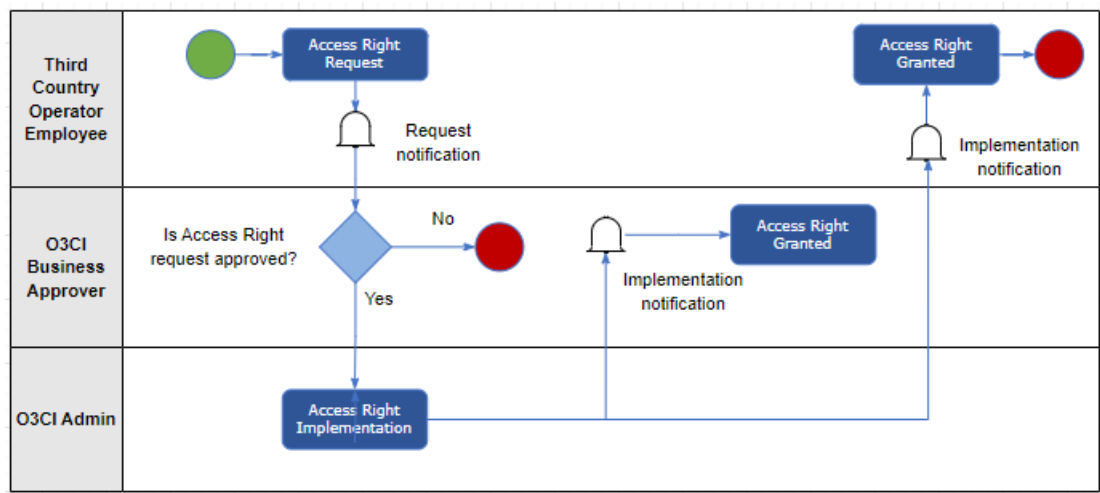 Third
Country
Operator
Employee
Access Right
Request
Request
notification
Access Right
Granted
Implementation
notification
O3CI
Business
Approver
Is Access Right
request approved?
No
Yes
Implementation
notification
Access Right
Granted
O3CI Admin
Access Right
Implementation